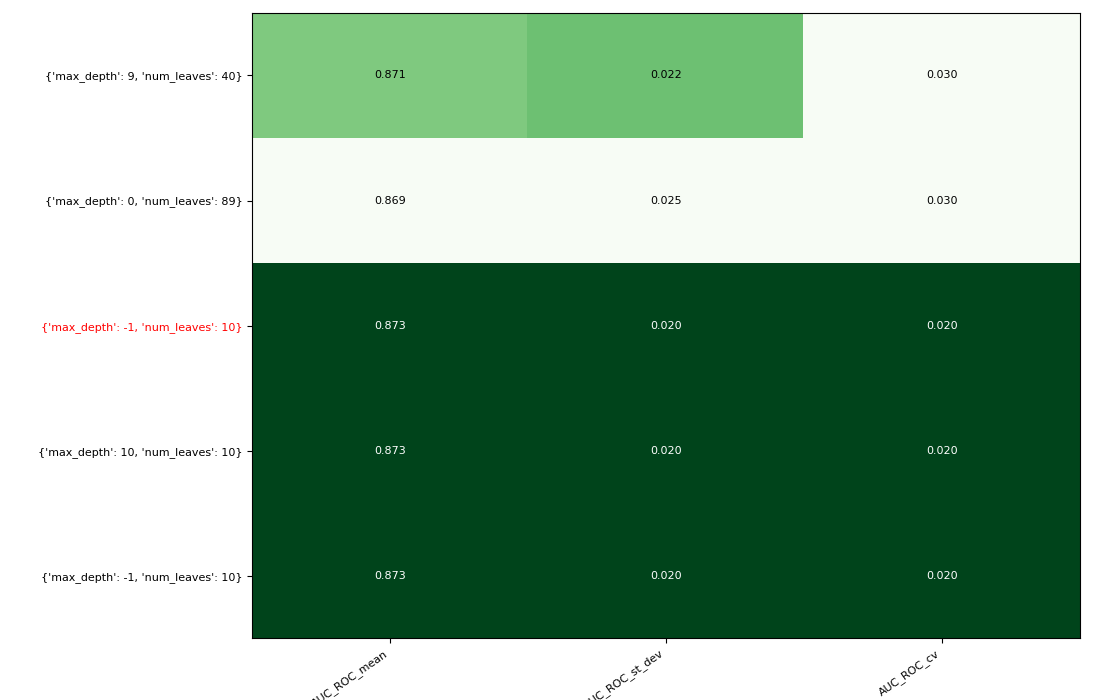 {'max_depth': 9, 'num_leaves': 40} 0.871 0.022 0.030
{'max_depth': 0, 'num_leaves': 89} 0.869 0.025 0.030
{'max_depth': -1, 'num_leaves': 10} 0.873 0.020 0.020
{'max_depth': 10, 'num_leaves': 10} 0.873 0.020 0.020
{'max_depth': -1, 'num_leaves': 10} 0.873 0.020 0.020
UC_ROC_mean UC_ROC_st_dev AUC_ROC_cv